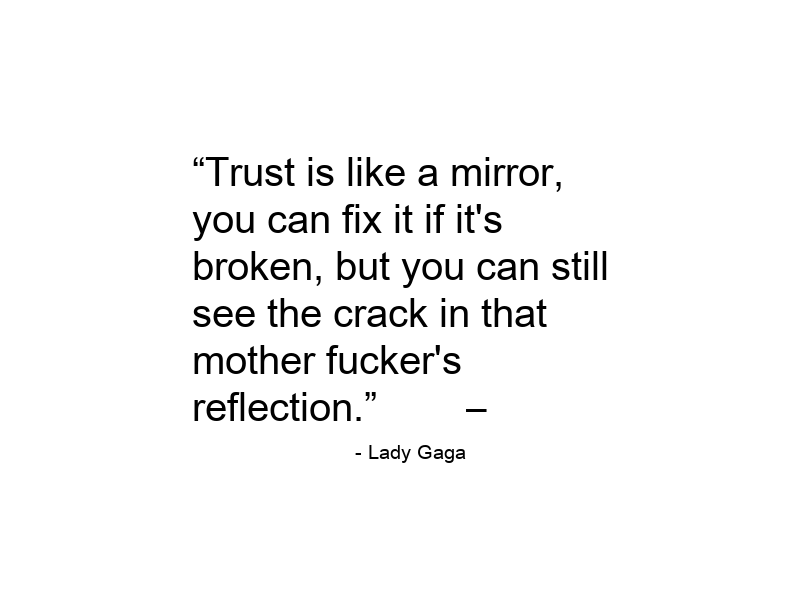 “Trust is like a mirror,
you can fix it if it's
broken, but you can still
see the crack in that
mother fucker's
reflection.” –
- Lady Gaga